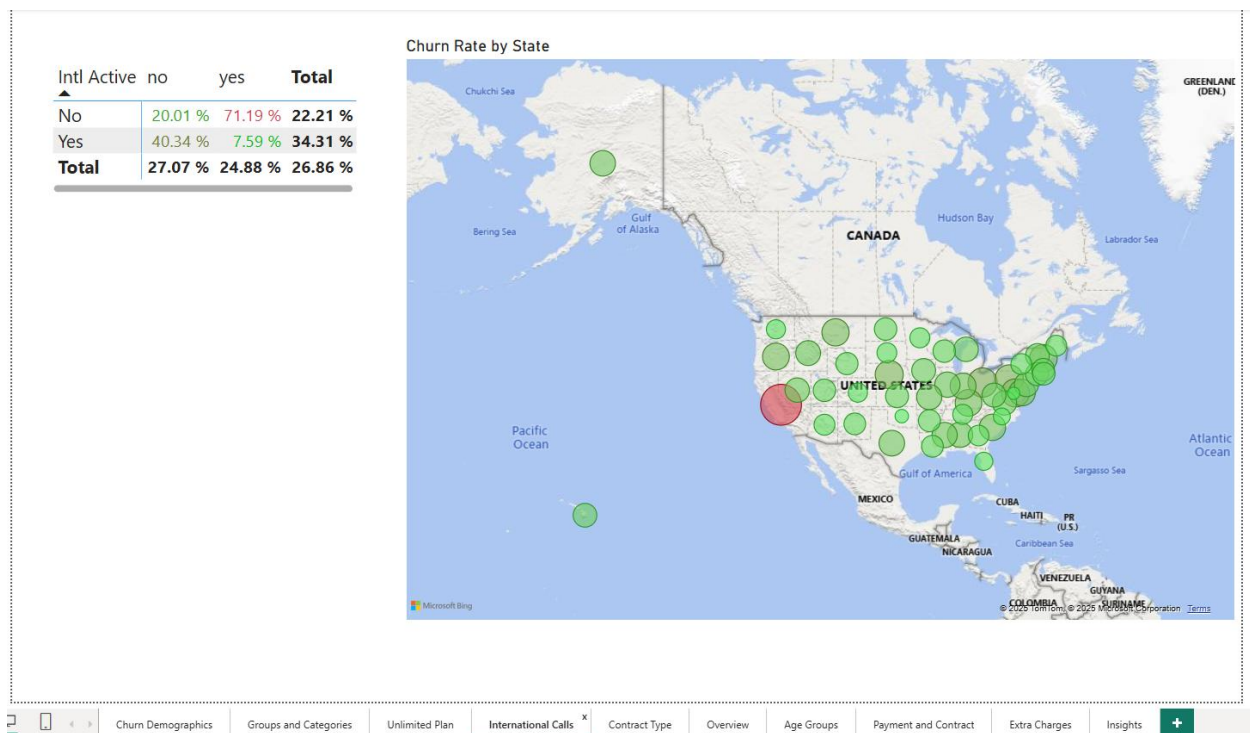 Churn Rate by State
Intl Active no yes Total
No 20.01 % 71.19 % 22.21 %
Yes 40.34 % 7.59 % 34.31 %
Total 27.07 % 24.88 % 26.86 %
Chukchi Sea
GREENLAND
(DEN.)
Bering Sea
Gulf
of Alaska
Hudson Bay
CANADA
Labrador Sea
UNITED STATES
Pacific
Ocean
Atlantic
Ocean
Gulf of America
Sargasso Sea
MEXICO
CUBA
HAITI
PR
(U.S.)
GUATEMALA
Caribbean Sea
NICARAGUA
VENEZUELA
GUYANA
COLOMBIA
SURINAME
Microsoft Bing
© 2025 TomTom, © 2025 Microsoft Corporation Terms
Churn Demographics Groups and Categories Unlimited Plan International Calls x Contract Type Overview Age Groups Payment and Contract Extra Charges Insights +